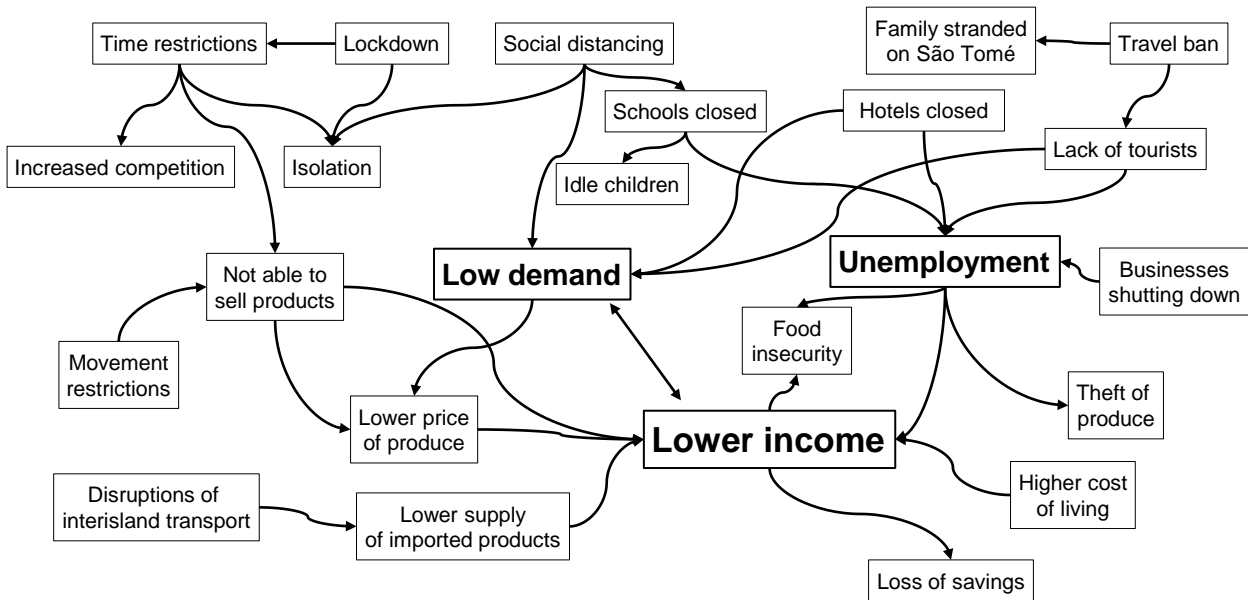 Time restrictions
Lockdown
Social distancing
Family stranded
on São Tomé
Travel ban
Schools closed
Hotels closed
Increased competition
Isolation
Idle children
Lack of tourists
Not able to
sell products
Low demand
Unemployment
Businesses
shutting down
Movement
restrictions
Food
insecurity
Lower price
of produce
Lower income
Theft of
produce
Disruptions of
interisland transport
Lower supply
of imported products
Higher cost
of living
Loss of savings